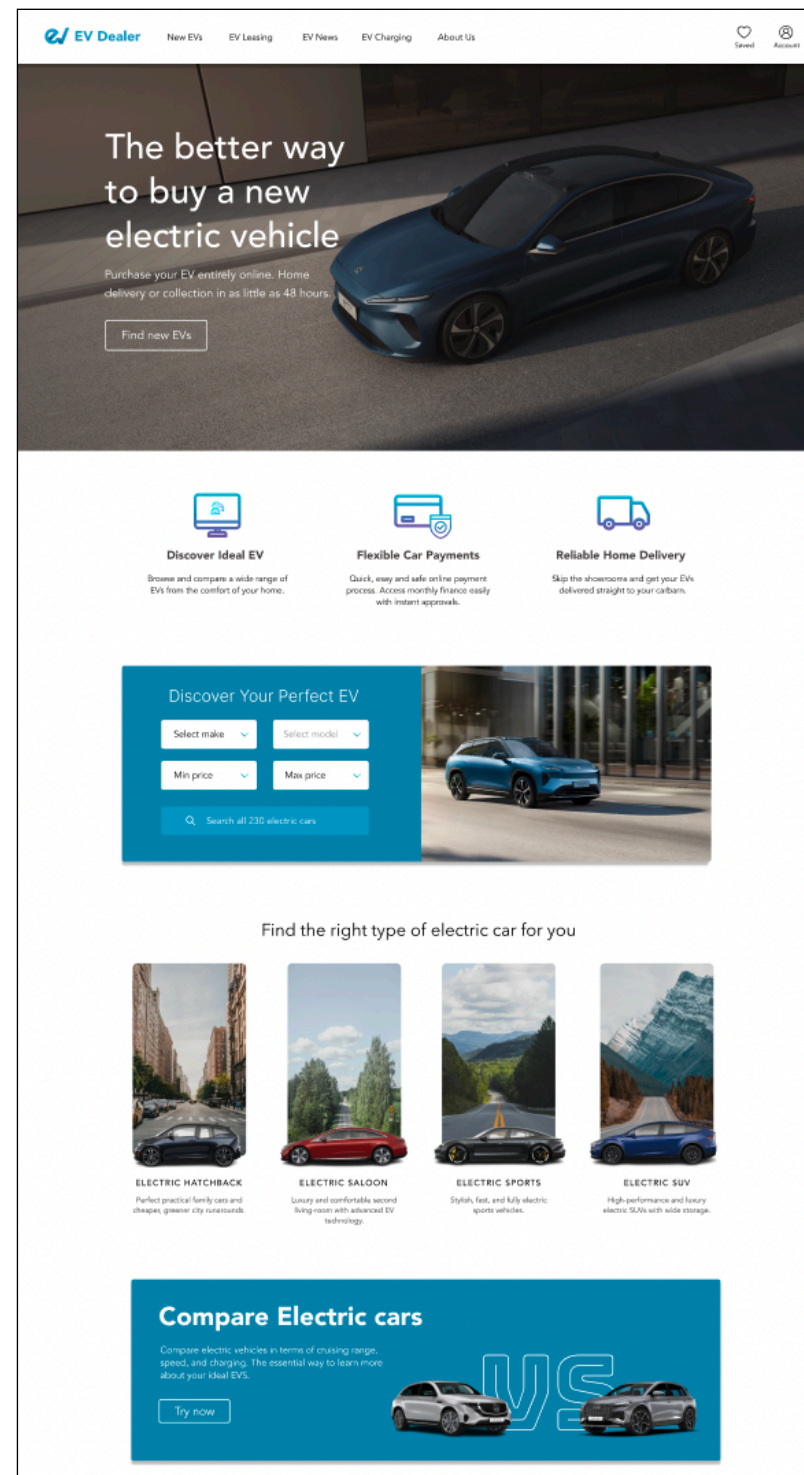 EV Dealer
New EVs
EV Leasing
EV News
EV Charging
About Us
Saved
Account
The better way
to buy a new
electric vehicle
Purchase your EV entirely online. Home
delivery or collection in as little as 48 hours.
Find new EVs
Discover Ideal EV
Browse and compare a wide range of
EVs from the comfort of your home.
Flexible Car Payments
Quick, easy and safe online payment
process. Access monthly finance easily
with instant approvals.
Reliable Home Delivery
Skip the showrooms and get your EVs
delivered straight to your carbarn.
Discover Your Perfect EV
Select make
Select model
Min price
Max price
Search all 230 electric cars
Find the right type of electric car for you
ELECTRIC HATCHBACK
Perfect practical family cars and
cheaper, greener city runarounds.
ELECTRIC SALOON
Luxury and comfortable second
living-room with advanced EV
technology.
ELECTRIC SPORTS
Stylish, fast, and fully electric
sports vehicles.
ELECTRIC SUV
High-performance and luxury
electric SUVs with wide storage.
Compare Electric cars
Compare electric vehicles in terms of cruising range,
speed, and charging. The essential way to learn more
about your ideal EVS.
Try now
VS